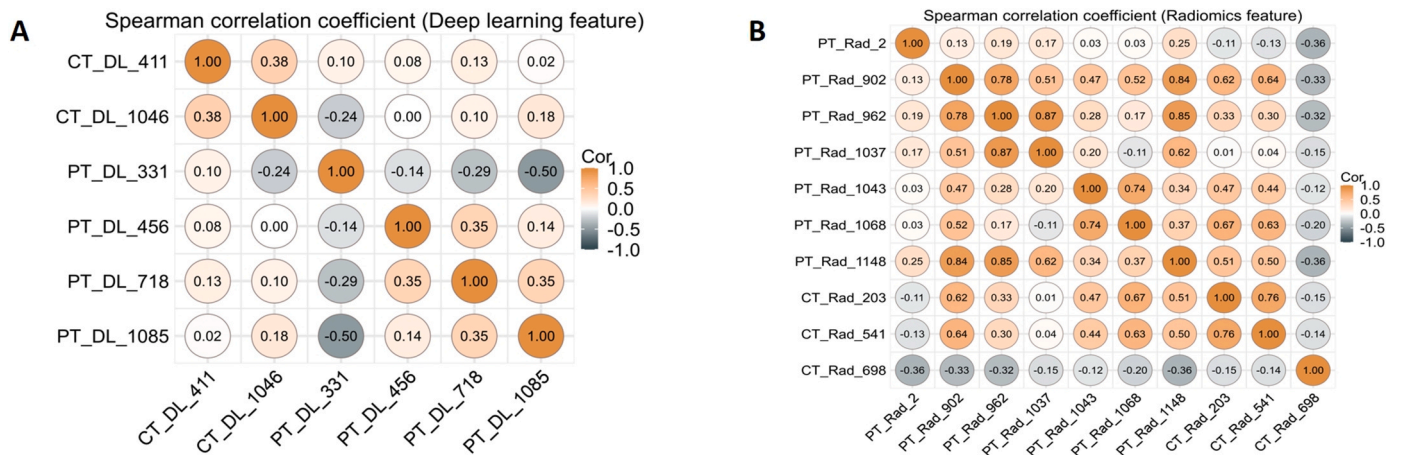 A
Spearman correlation coefficient (Deep learning feature)
CT_DL_411 1.00 0.38 0.10 0.08 0.13 0.02
CT_DL_1046 0.38 1.00 -0.24 0.00 0.10 0.18
PT_DL_331 0.10 -0.24 1.00 -0.14 -0.29 -0.50
PT_DL_456 0.08 0.00 -0.14 1.00 0.35 0.14
PT_DL_718 0.13 0.10 -0.29 0.35 1.00 0.35
PT_DL_1085 0.02 0.18 -0.50 0.14 0.35 1.00
CT_DL_411 CT_DL_1046 PT_DL_331 PT_DL_456 PT_DL_718 PT_DL_1085
Cor
1.0
0.5
0.0
-0.5
-1.0
B
Spearman correlation coefficient (Radiomics feature)
PT_Rad_2 1.00 0.13 0.19 0.17 0.03 0.03 0.25 -0.11 -0.13 -0.36
PT_Rad_902 0.13 1.00 0.78 0.51 0.47 0.52 0.84 0.62 0.64 -0.33
PT_Rad_962 0.19 0.78 1.00 0.87 0.28 0.17 0.85 0.33 0.30 -0.32
PT_Rad_1037 0.17 0.51 0.87 1.00 0.20 -0.11 0.62 0.01 0.04 -0.15
PT_Rad_1043 0.03 0.47 0.28 0.20 1.00 0.74 0.34 0.47 0.44 -0.12
PT_Rad_1068 0.03 0.52 0.17 -0.11 0.74 1.00 0.37 0.67 0.63 -0.20
PT_Rad_1148 0.25 0.84 0.85 0.62 0.34 0.37 1.00 0.51 0.50 -0.36
CT_Rad_203 -0.11 0.62 0.33 0.01 0.47 0.67 0.51 1.00 0.76 -0.15
CT_Rad_541 -0.13 0.64 0.30 0.04 0.44 0.63 0.50 0.76 1.00 -0.14
CT_Rad_698 -0.36 -0.33 -0.32 -0.15 -0.12 -0.20 -0.36 -0.15 -0.14 1.00
PT_Rad_2 PT_Rad_902 PT_Rad_962 PT_Rad_1037 PT_Rad_1043 PT_Rad_1068 PT_Rad_1148 CT_Rad_203 CT_Rad_541 CT_Rad_698
Cor
1.0
0.5
0.0
-0.5
-1.0